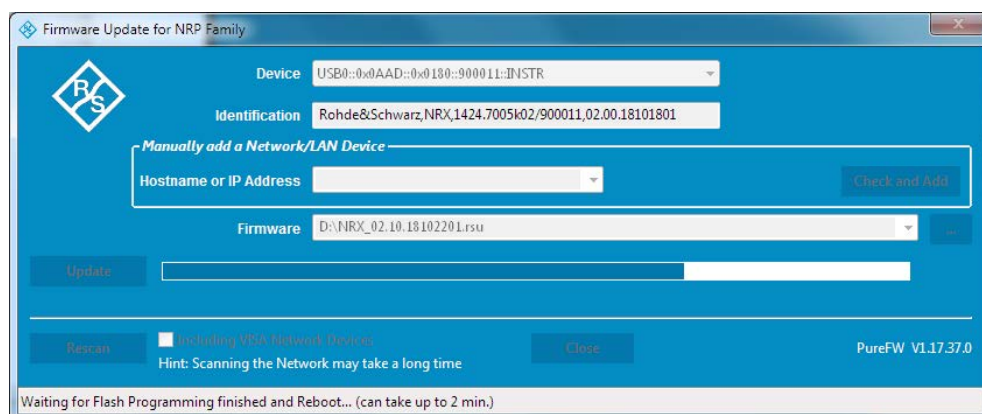 Firmware Update for NRP Family
Device USB0::0x0AAD::0x0180::900011::INSTR
R S
Identification Rohde&Schwarz,NRX,1424.7005k02/900011,02.00.18101801
Manually add a Network/LAN Device
Hostname or IP Address Check and Add
Firmware D:\NRX_02.10.18102201.rsu ...
Update
Rescan Including VISA Network Devices Close PureFW V1.17.37.0
Hint: Scanning the Network may take a long time
Waiting for Flash Programming finished and Reboot... (can take up to 2 min.)